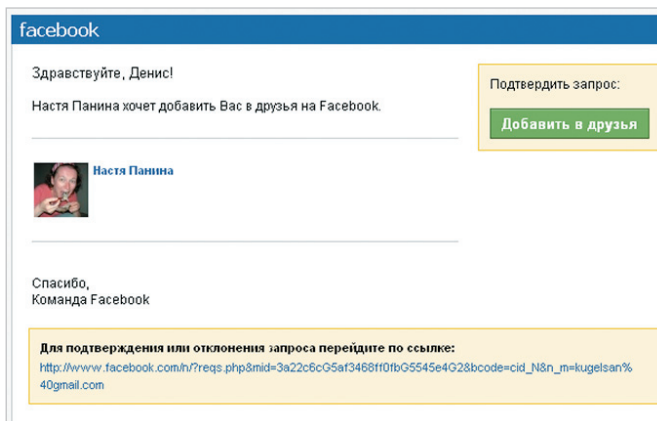 facebook
Здравствуйте, Денис!
Настя Панина хочет добавить Вас в друзья на Facebook.
Подтвердить запрос:
Добавить в друзья
Настя Панина
Спасибо,
Команда Facebook
Для подтверждения или отклонения запроса перейдите по ссылке:
http://www.facebook.com/n/?reqs.php&mid=3a22c6cG5af3468ff0fbG5545e4G2&bcode=cid_N&n_m=kugelsan%
40gmail.com